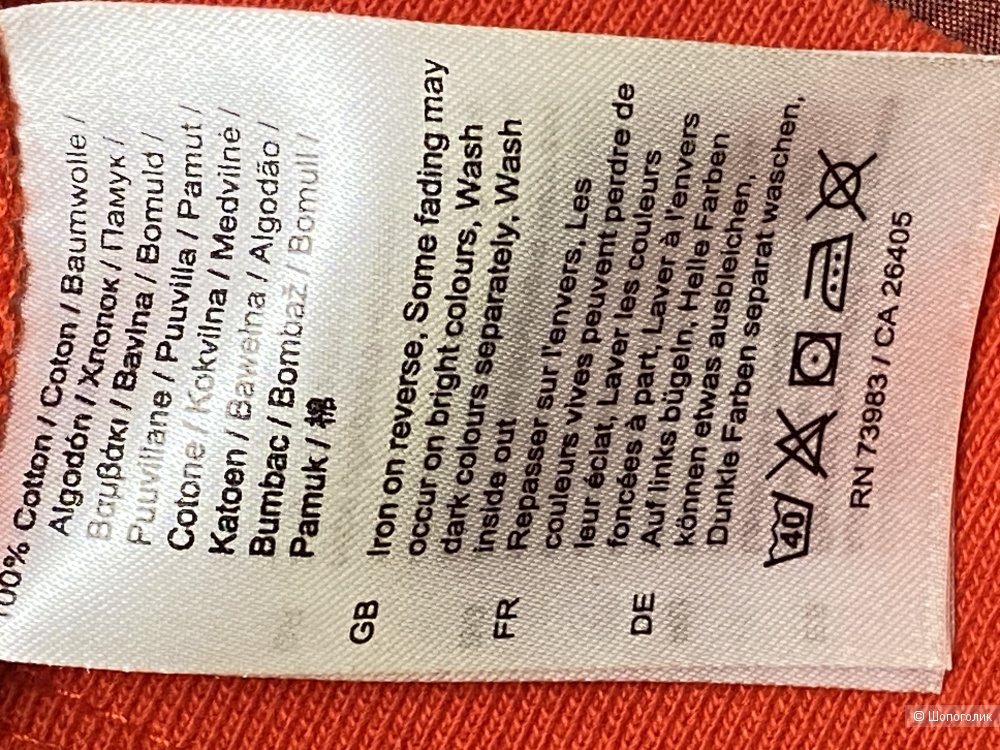 100% Cotton / Coton / Baumwolle /
Algodón / Хлопок / Памук /
Βαμβάκι / Bavlna / Bomuld /
Puuvillane / Puuvilla / Pamut /
Cotone / Kokvilna / Medvilnė /
Katoen / Bawełna / Algodão /
Bumbac / Bombaž / Bomull /
Pamuk / 棉
GB Iron on reverse, Some fading may
occur on bright colours, Wash
dark colours separately, Wash
inside out
FR Repasser sur l'envers, Les
couleurs vives peuvent perdre de
leur éclat, Laver les couleurs
foncées à part, Laver à l'envers
DE Auf links bügeln, Helle Farben
können etwas ausbleichen,
Dunkle Farben separat waschen,
40
RN 73983 / CA 26405
© Шопоголик